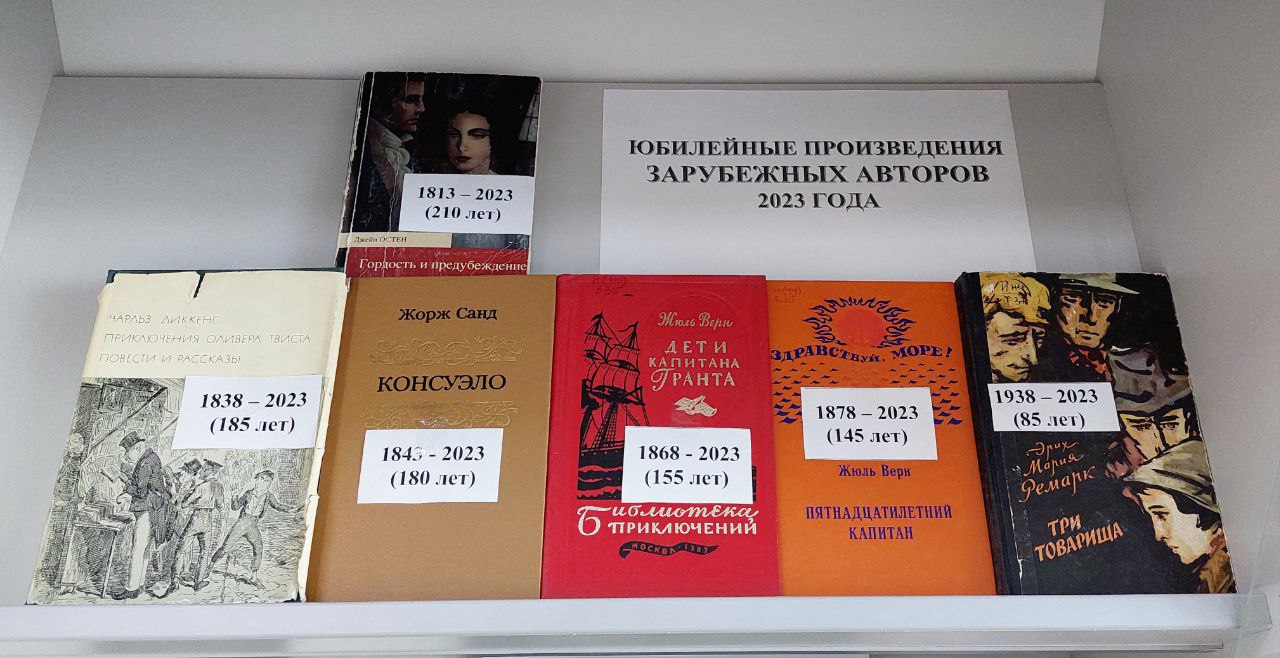 ЮБИЛЕЙНЫЕ ПРОИЗВЕДЕНИЯ
ЗАРУБЕЖНЫХ АВТОРОВ
2023 ГОДА
1813 – 2023
(210 лет)
Джейн ОСТЕН
Гордость и предубеждение
ЧАРЛЬЗ ДИККЕНС
ПРИКЛЮЧЕНИЯ ОЛИВЕРА ТВИСТА
ПОВЕСТИ И РАССКАЗЫ
1838 – 2023
(185 лет)
Жорж Санд
КОНСУЭЛО
1843 - 2023
(180 лет)
Жюль Верн
ДЕТИ
КАПИТАНА
ГРАНТА
1868 - 2023
(155 лет)
Библиотека
ПРИКЛЮЧЕНИЙ
МОСКВА · 1983
ЗДРАВСТВУЙ, МОРЕ!
1878 – 2023
(145 лет)
Жюль Верн
ПЯТНАДЦАТИЛЕТНИЙ
КАПИТАН
1938 – 2023
(85 лет)
Эрих
Мария
Ремарк
ТРИ
ТОВАРИЩА